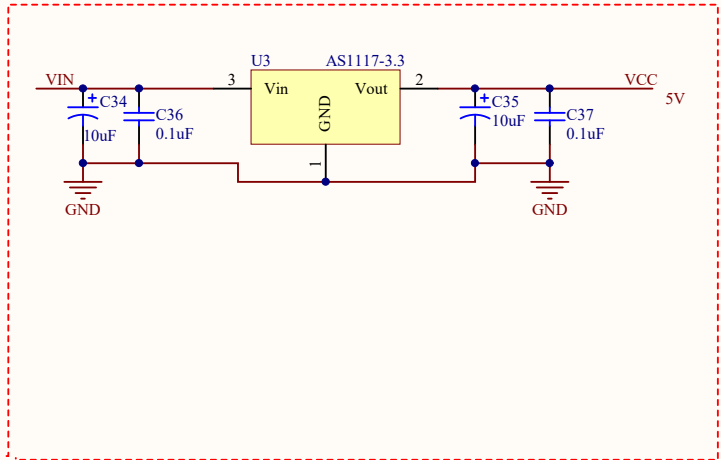 U3
AS1117-3.3
VIN
3
Vin
Vout
2
VCC
5V
C34
10uF
C36
0.1uF
GND
1
C35
10uF
C37
0.1uF
GND
GND